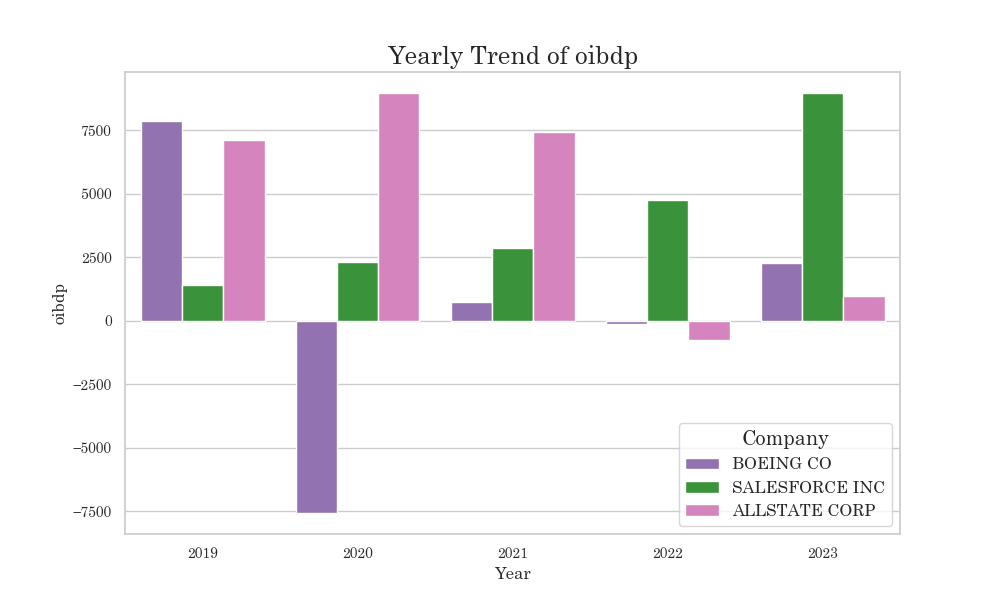 Yearly Trend of oibdp
7500
5000
2500
0
−2500
−5000
−7500
oibdp
2019
2020
2021
2022
2023
Year
Company
BOEING CO
SALESFORCE INC
ALLSTATE CORP